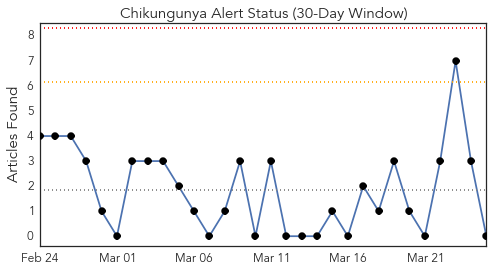 Chikungunya Alert Status (30-Day Window)
Articles Found
8
7
6
5
4
3
2
1
0
Feb 24
Mar 01
Mar 06
Mar 11
Mar 16
Mar 21